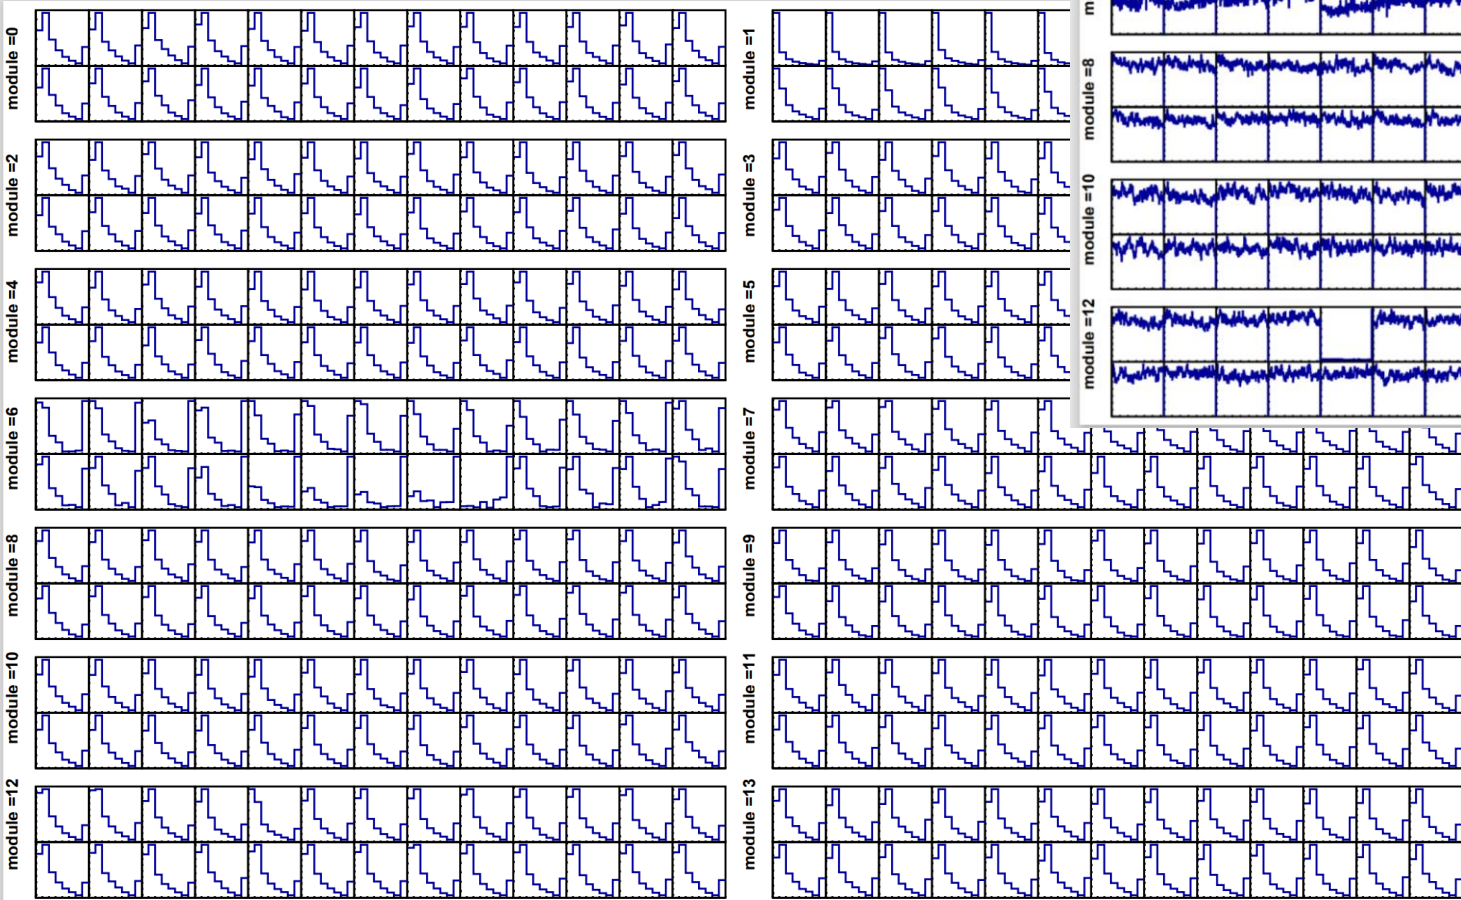 module =0
module =1
module =2
module =3
module =4
module =5
module =6
module =7
module =8
module =9
module =10
module =11
module =12
module =13
m
module =8
module =10
module =12